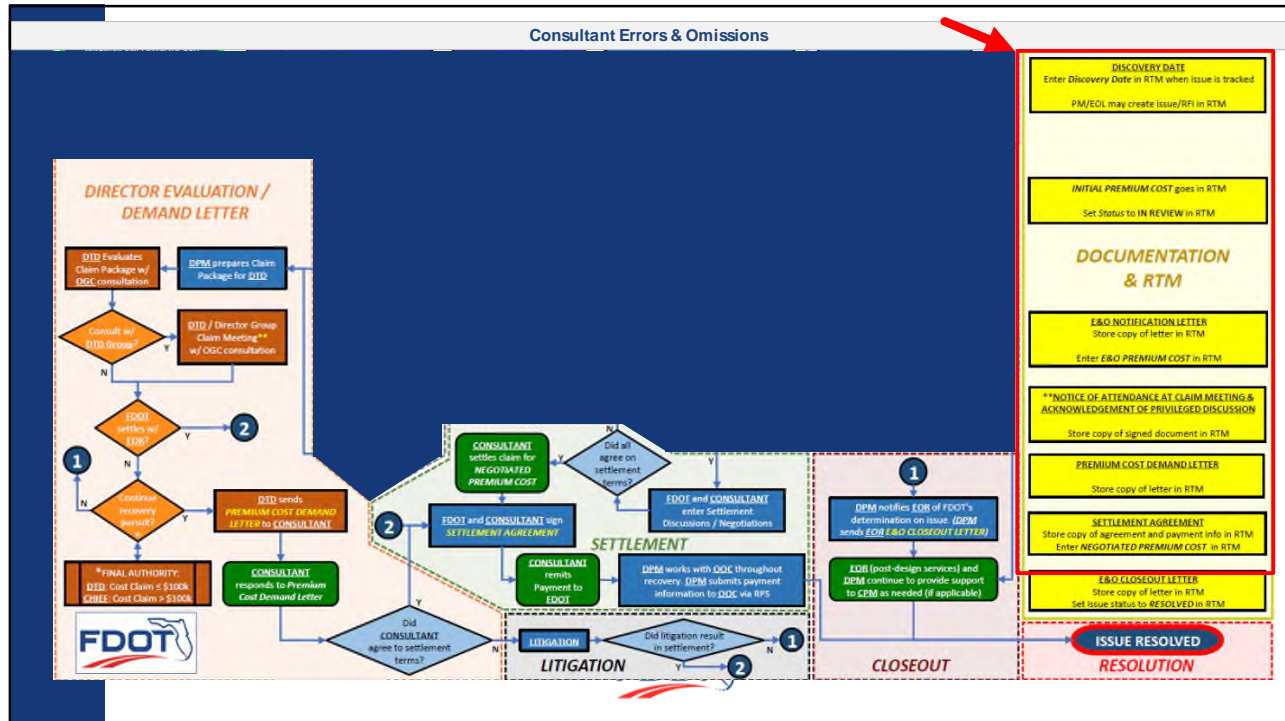 Consultant Errors & Omissions
DISCOVERY DATE
Enter Discovery Date in RTM when issue is tracked
PM/EOL may create issue/RFI in RTM
INITIAL PREMIUM COST goes in RTM
Set Status to IN REVIEW in RTM
DOCUMENTATION
& RTM
E&O NOTIFICATION LETTER
Store copy of letter in RTM
Enter E&O PREMIUM COST in RTM
**NOTICE OF ATTENDANCE AT CLAIM MEETING &
ACKNOWLEDGEMENT OF PRIVILEGED DISCUSSION
Store copy of signed document in RTM
PREMIUM COST DEMAND LETTER
Store copy of letter in RTM
SETTLEMENT AGREEMENT
Store copy of agreement and payment info in RTM
Enter NEGOTIATED PREMIUM COST in RTM
E&O CLOSEOUT LETTER
Store copy of letter in RTM
Set issue status to RESOLVED in RTM
ISSUE RESOLVED
RESOLUTION
DIRECTOR EVALUATION /
DEMAND LETTER
DTD Evaluates
Claim Package w/
OGC consultation
DPM prepares Claim
Package for DTD
Consult w/
DTD Group?
Y
N
DTD / Director Group
Claim Meeting**
w/ OGC consultation
FDOT
settles w/
EOR?
Y
2
N
1
N
Continue
recovery
pursuit?
*
Y
DTD sends
PREMIUM COST DEMAND
LETTER to CONSULTANT
*FINAL AUTHORITY:
DTD: Cost Claim ≤ $100k
CHIEF: Cost Claim > $100k
CONSULTANT
responds to Premium
Cost Demand Letter
FDOT
Did
CONSULTANT
agree to settlement
terms?
Y
N
2
CONSULTANT
settles claim for
NEGOTIATED
PREMIUM COST
Y
N
Did all
agree on
settlement
terms?
Y
FDOT and CONSULTANT
enter Settlement
Discussions / Negotiations
FDOT and CONSULTANT sign
SETTLEMENT AGREEMENT
SETTLEMENT
CONSULTANT
remits
Payment to
FDOT
DPM works with OOC throughout
recovery. DPM submits payment
information to OOC via RPS
LITIGATION
Did litigation result
in settlement?
N
1
Y
2
LITIGATION
1
DPM notifies EOR of FDOT's
determination on issue. (DPM
sends EOR E&O CLOSEOUT LETTER)
EOR (post-design services) and
DPM continue to provide support
to CPM as needed (if applicable)
CLOSEOUT